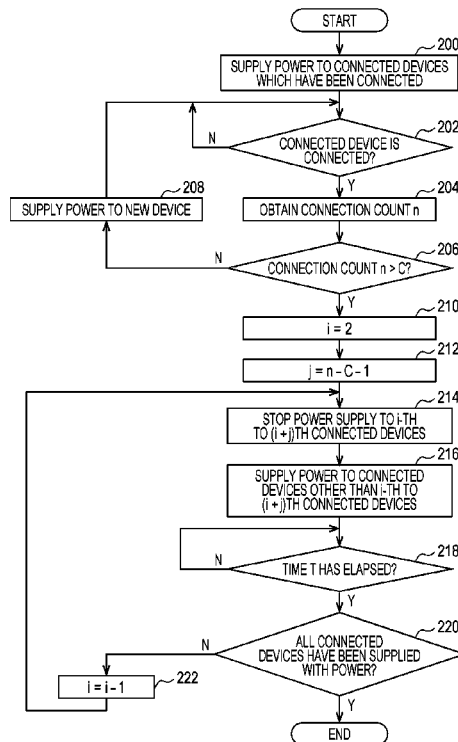 START
200
SUPPLY POWER TO CONNECTED DEVICES
WHICH HAVE BEEN CONNECTED
202
CONNECTED DEVICE IS
CONNECTED?
N
Y
204
OBTAIN CONNECTION COUNT n
208
SUPPLY POWER TO NEW DEVICE
206
CONNECTION COUNT n > C?
N
Y
210
i = 2
212
j = n - C - 1
214
STOP POWER SUPPLY TO i-TH
TO (i + j)TH CONNECTED DEVICES
216
SUPPLY POWER TO CONNECTED
DEVICES OTHER THAN i-TH TO
(i + j)TH CONNECTED DEVICES
218
TIME T HAS ELAPSED?
N
Y
220
ALL CONNECTED
DEVICES HAVE BEEN SUPPLIED
WITH POWER?
N
Y
222
i = i - 1
END